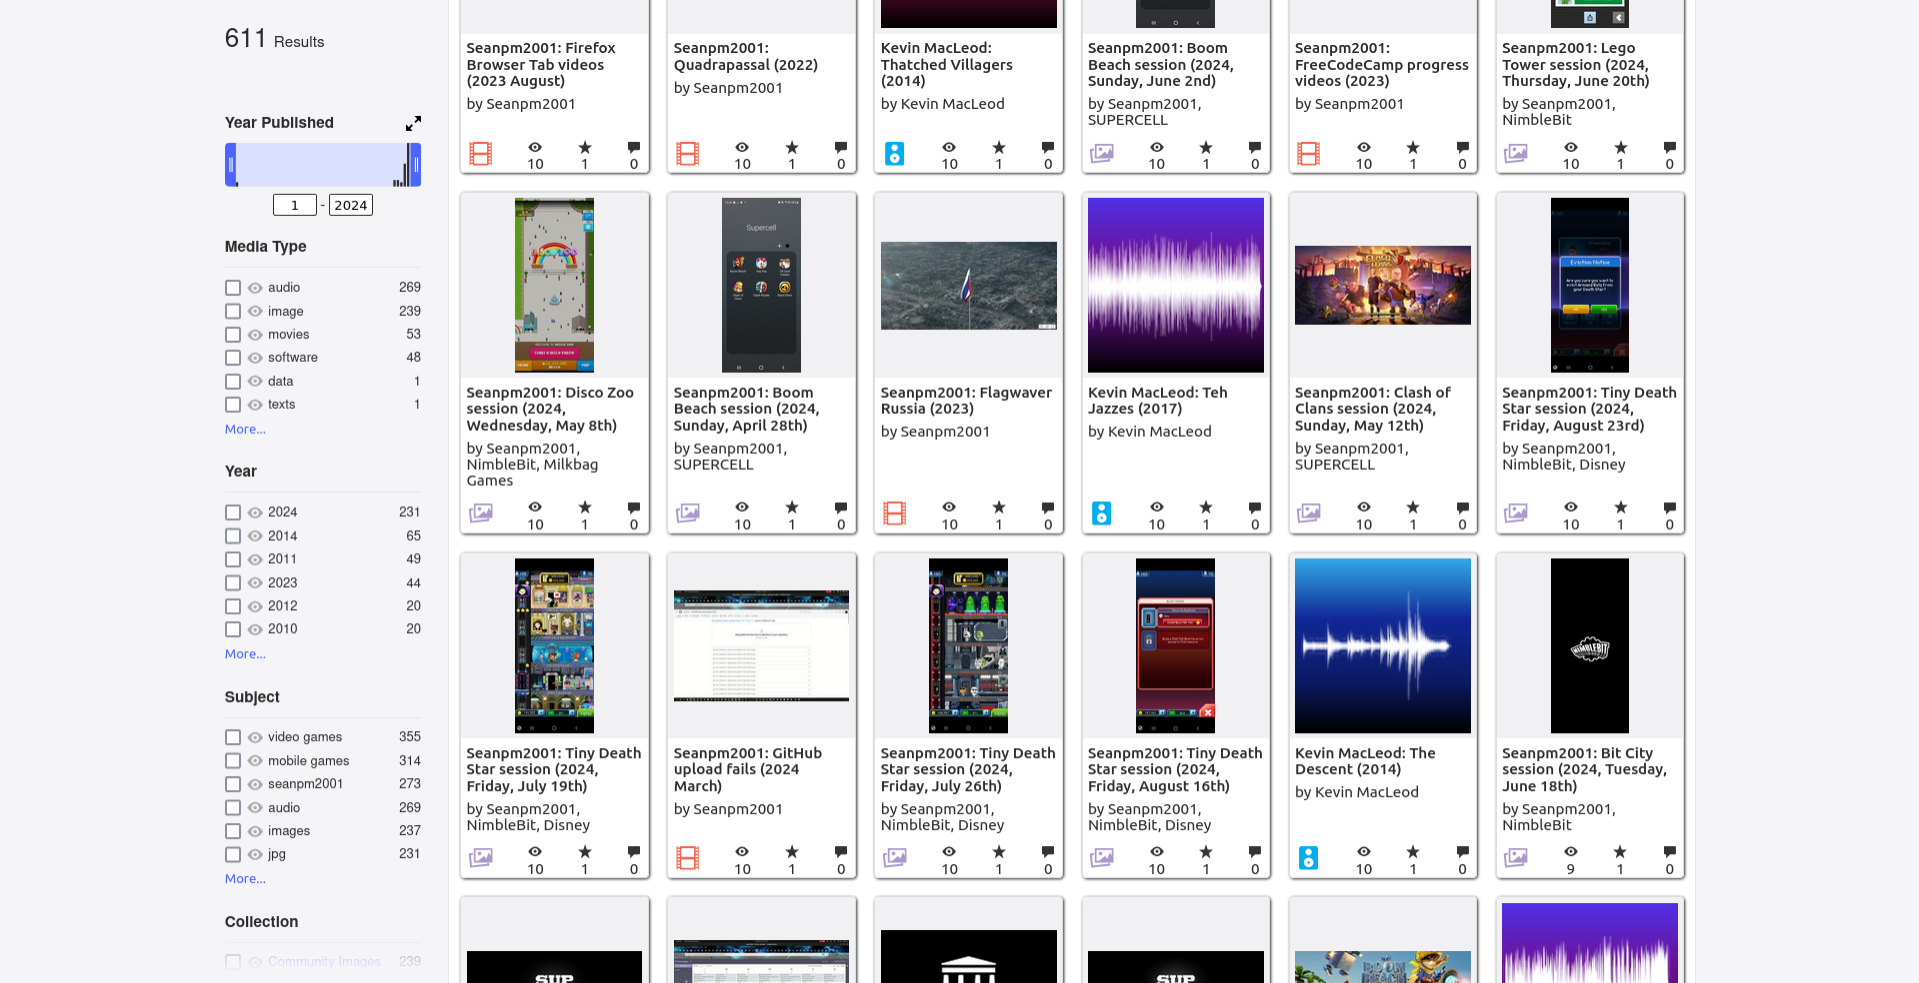 611 Results
Year Published
1 - 2024
Media Type
audio 269
image 239
movies 53
software 48
data 1
texts 1
More...
Year
2024 231
2014 65
2011 49
2023 44
2012 20
2010 20
More...
Subject
video games 355
mobile games 314
seanpm2001 273
audio 269
images 237
jpg 231
More...
Collection
Community Images 239
Seanpm2001: Firefox
Browser Tab videos
(2023 August)
by Seanpm2001
10 1 0
Seanpm2001:
Quadrapassal (2022)
by Seanpm2001
10 1 0
Kevin MacLeod:
Thatched Villagers
(2014)
by Kevin MacLeod
10 1 0
Seanpm2001: Boom
Beach session (2024,
Sunday, June 2nd)
by Seanpm2001,
SUPERCELL
10 1 0
Seanpm2001:
FreeCodeCamp progress
videos (2023)
by Seanpm2001
10 1 0
Seanpm2001: Lego
Tower session (2024,
Thursday, June 20th)
by Seanpm2001,
NimbleBit
10 1 0
Seanpm2001: Disco Zoo
session (2024,
Wednesday, May 8th)
by Seanpm2001,
NimbleBit, Milkbag
Games
10 1 0
Supercell
Seanpm2001: Boom
Beach session (2024,
Sunday, April 28th)
by Seanpm2001,
SUPERCELL
10 1 0
Seanpm2001: Flagwaver
Russia (2023)
by Seanpm2001
10 1 0
Kevin MacLeod: Teh
Jazzes (2017)
by Kevin MacLeod
10 1 0
Seanpm2001: Clash of
Clans session (2024,
Sunday, May 12th)
by Seanpm2001,
SUPERCELL
10 1 0
Eviction Notice
Seanpm2001: Tiny Death
Star session (2024,
Friday, August 23rd)
by Seanpm2001,
NimbleBit, Disney
10 1 0
Seanpm2001: Tiny Death
Star session (2024,
Friday, July 19th)
by Seanpm2001,
NimbleBit, Disney
10 1 0
Seanpm2001: GitHub
upload fails (2024
March)
by Seanpm2001
10 1 0
Seanpm2001: Tiny Death
Star session (2024,
Friday, July 26th)
by Seanpm2001,
NimbleBit, Disney
10 1 0
Seanpm2001: Tiny Death
Star session (2024,
Friday, August 16th)
by Seanpm2001,
NimbleBit, Disney
10 1 0
Kevin MacLeod: The
Descent (2014)
by Kevin MacLeod
10 1 0
NIMBLEBIT
Seanpm2001: Bit City
session (2024, Tuesday,
June 18th)
by Seanpm2001,
NimbleBit
9 1 0
SUP
SUP
BOOM
BEACH